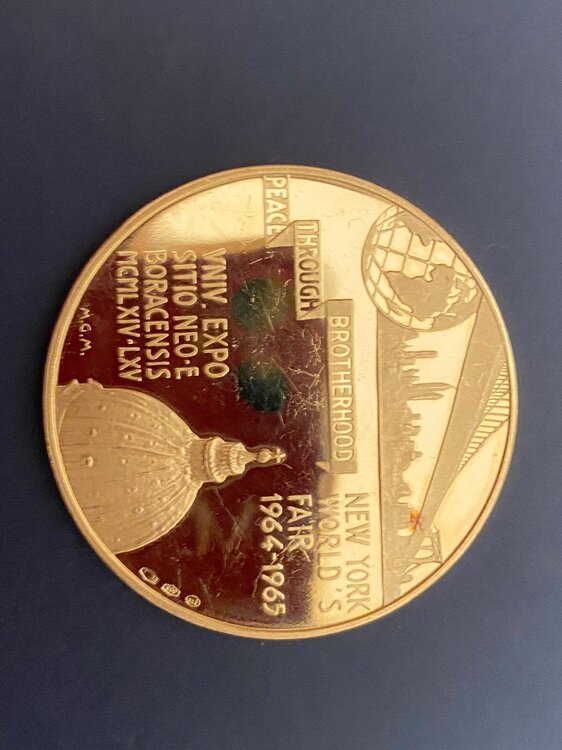 PEACE
THROUGH
BROTHERHOOD
NEW YORK
WORLD'S
FAIR
1964-1965
VNIV. EXPO
SITIO NEO·E
BORACENSIS
MCMLXIV·LXV
M.G.M.